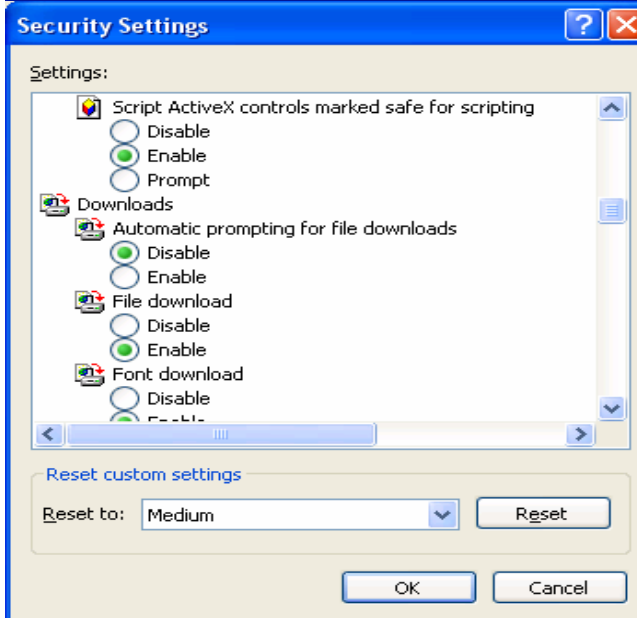 Security Settings
Settings:
Script ActiveX controls marked safe for scripting
Disable
Enable
Prompt
Downloads
Automatic prompting for file downloads
Disable
Enable
File download
Disable
Enable
Font download
Disable
Enable
Reset custom settings
Reset to: Medium Reset
OK Cancel